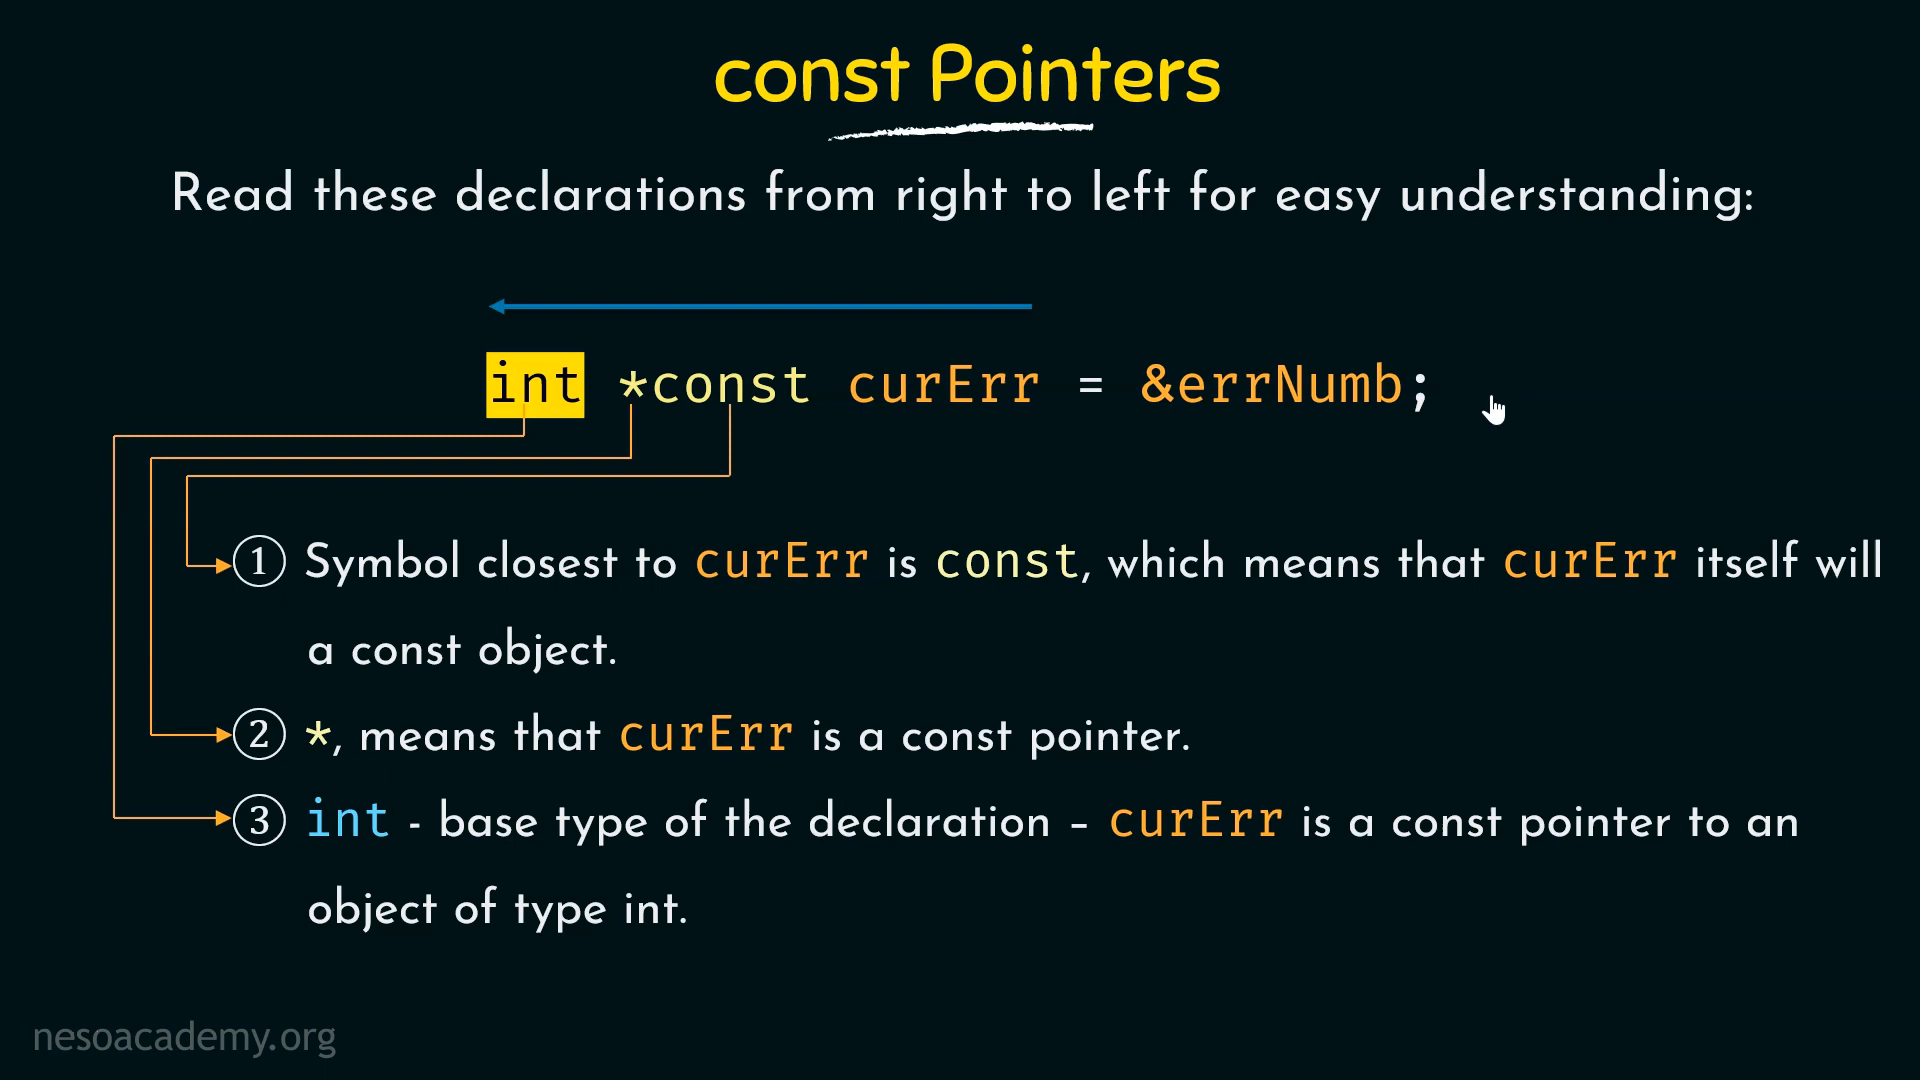 const Pointers
Read these declarations from right to left for easy understanding:
int *const curErr = &errNumb;
① Symbol closest to curErr is const, which means that curErr itself will
a const object.
② *, means that curErr is a const pointer.
③ int - base type of the declaration – curErr is a const pointer to an
object of type int.
nesoacademy.org